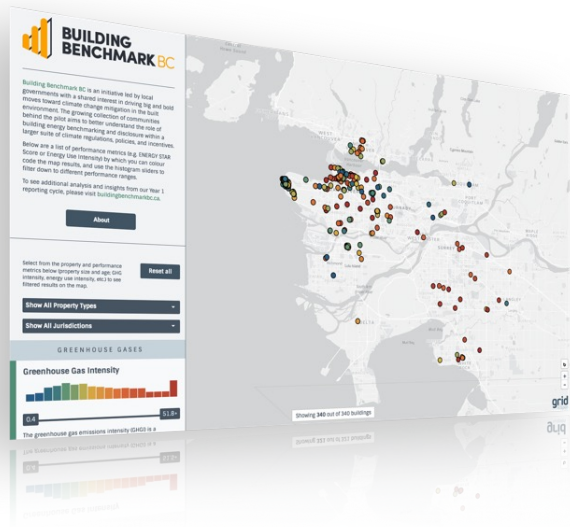 BUILDING
BENCHMARK BC
Building Benchmark BC is an initiative led by local
governments with a shared interest in driving big and bold
moves toward climate change mitigation in the built
environment. The growing collection of communities
behind the pilot aims to better understand the role of
building energy benchmarking and disclosure within a
larger suite of climate regulations, policies, and incentives.
Below are a list of performance metrics (e.g. ENERGY STAR
Score or Energy Use Intensity) by which you can colour
code the map results, and use the histogram sliders to
filter down to different performance ranges.
To see additional analysis and insights from our Year 1
reporting cycle, please visit buildingbenchmarkbc.ca.
About
Select from the property and performance
metrics below (property size and age; GHG
intensity, energy use intensity, etc.) to see
filtered results on the map.
Reset all
Show All Property Types
Show All Jurisdictions
GREENHOUSE GASES
Greenhouse Gas Intensity
0.4
51.8+
The greenhouse gas emissions intensity (GHGI) is a
Showing 340 out of 340 buildings
grid